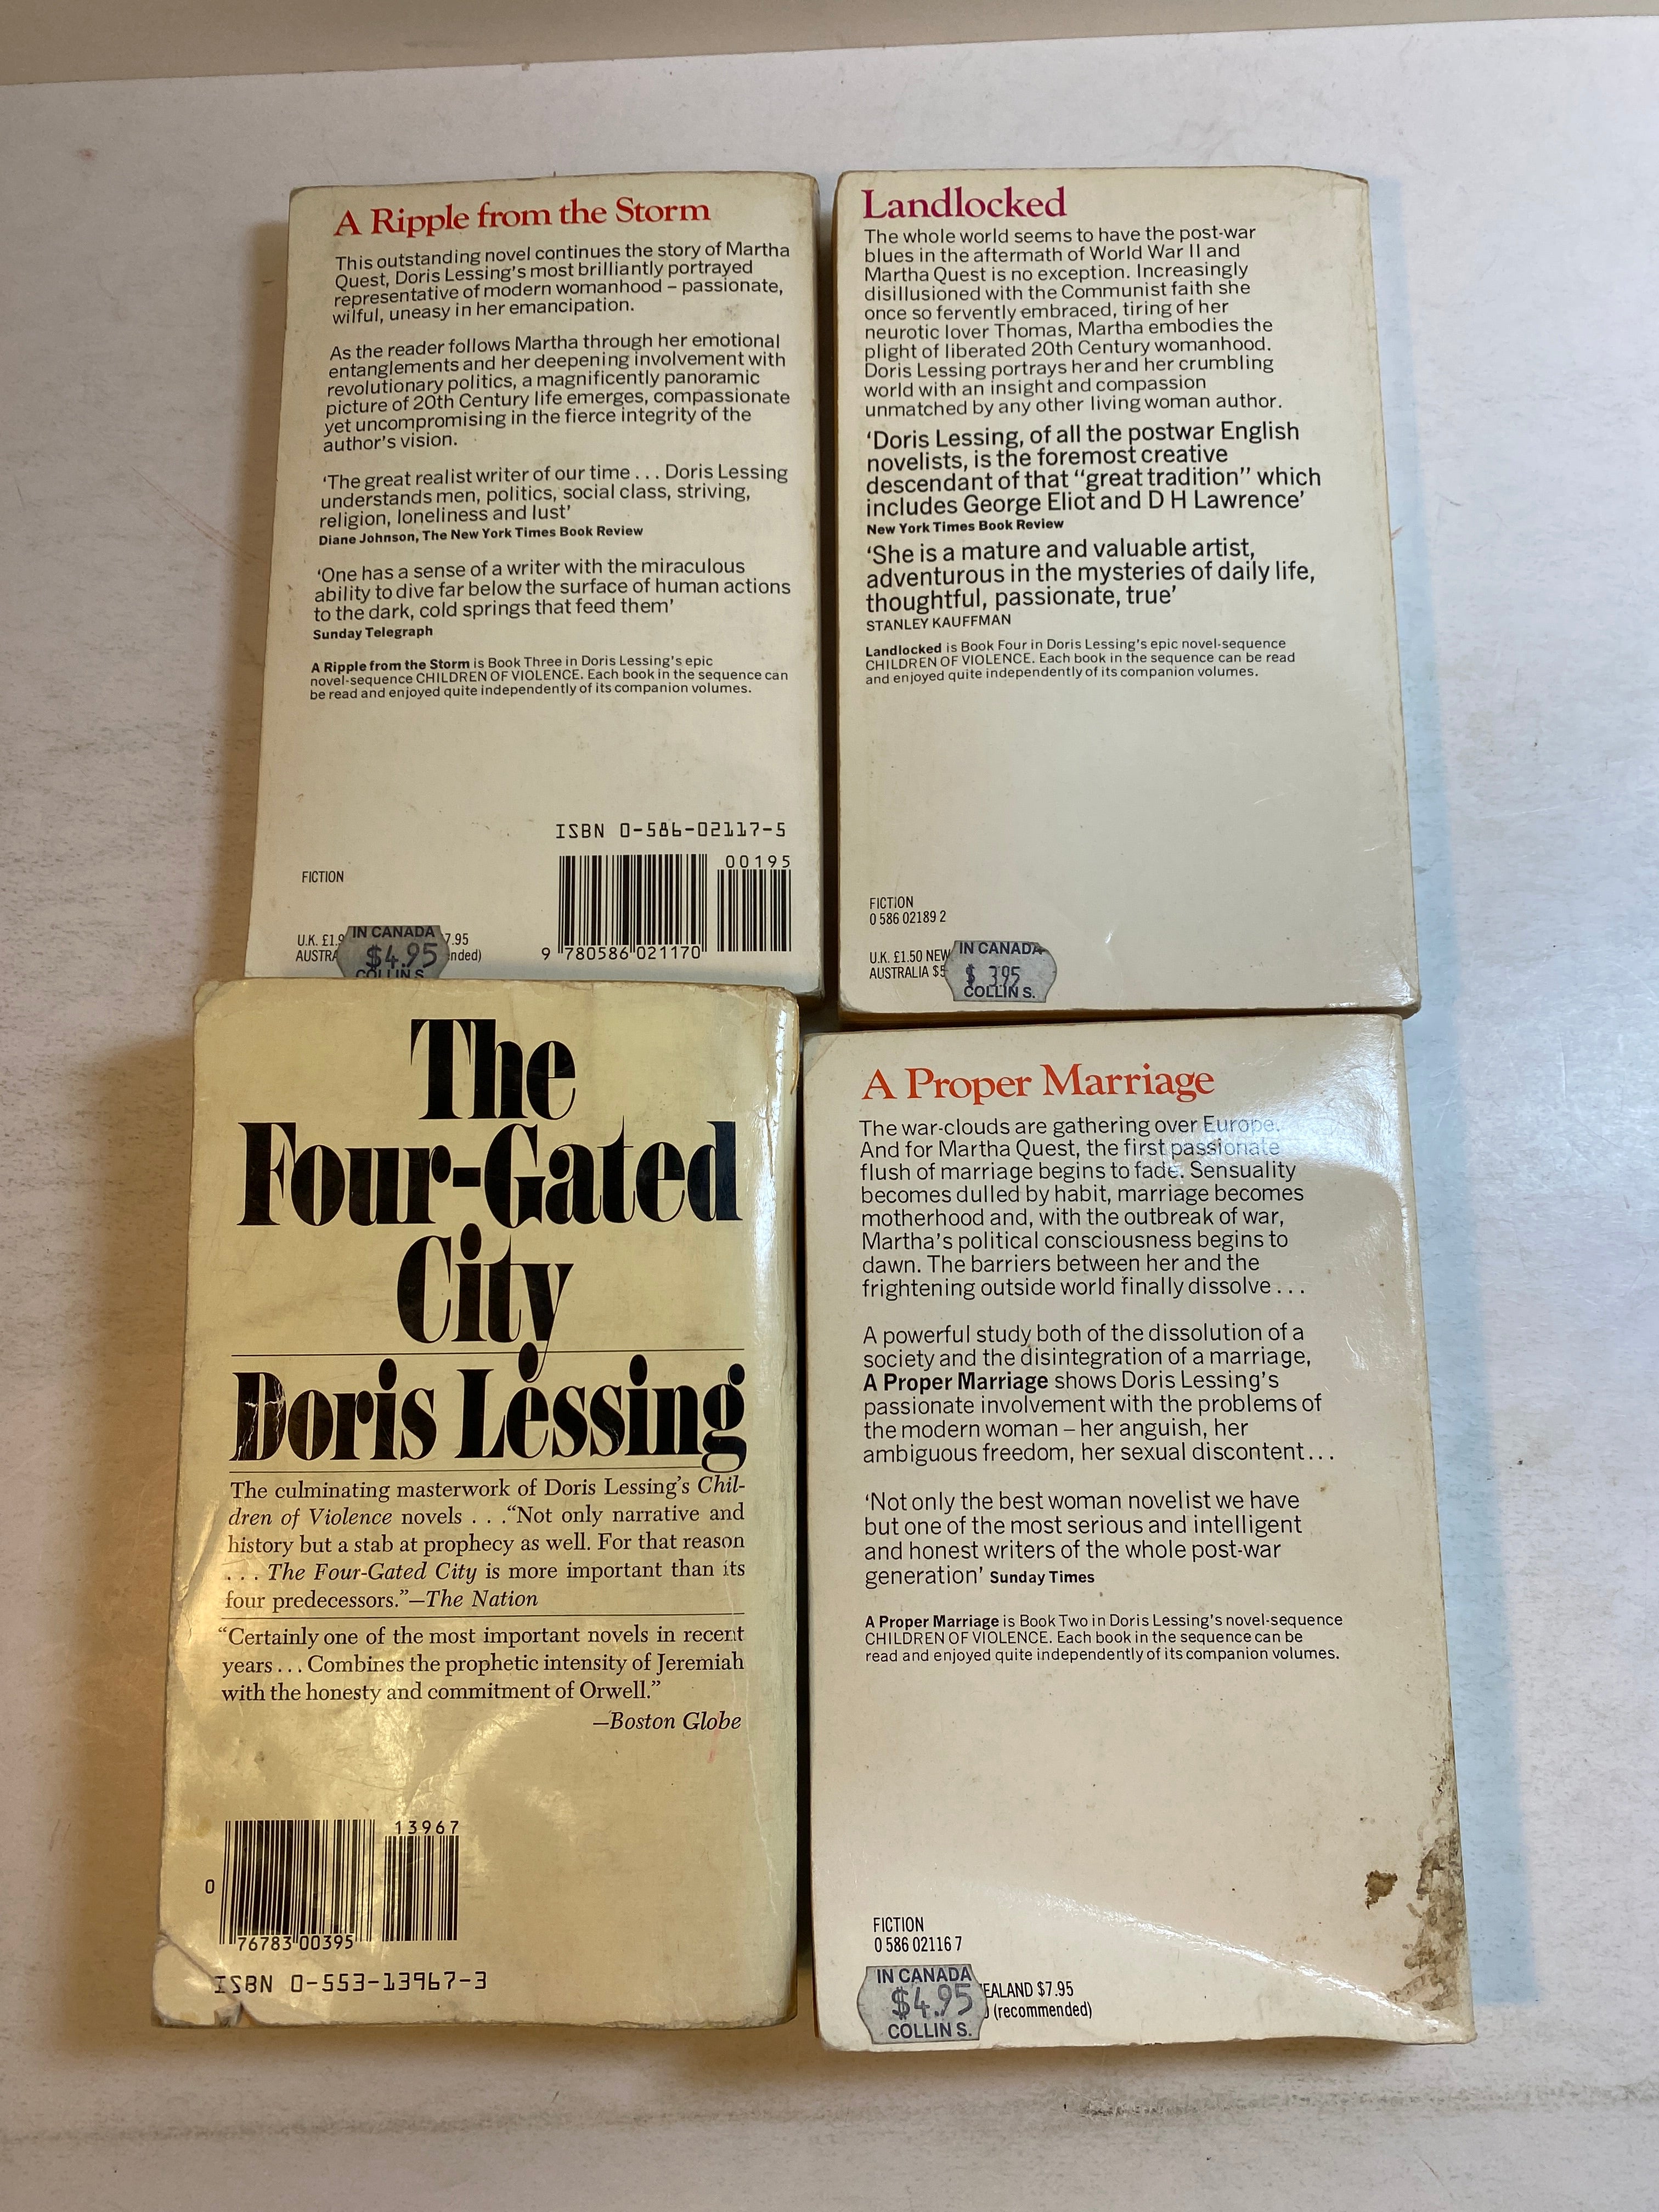 A Ripple from the Storm
This outstanding novel continues the story of Martha
Quest, Doris Lessing's most brilliantly portrayed
representative of modern womanhood – passionate,
wilful, uneasy in her emancipation.
As the reader follows Martha through her emotional
entanglements and her deepening involvement with
revolutionary politics, a magnificently panoramic
picture of 20th Century life emerges, compassionate
yet uncompromising in the fierce integrity of the
author's vision.
'The great realist writer of our time . . . Doris Lessing
understands men, politics, social class, striving,
religion, loneliness and lust'
Diane Johnson, The New York Times Book Review
'One has a sense of a writer with the miraculous
ability to dive far below the surface of human actions
to the dark, cold springs that feed them'
Sunday Telegraph
A Ripple from the Storm is Book Three in Doris Lessing's epic
novel-sequence CHILDREN OF VIOLENCE. Each book in the sequence can
be read and enjoyed quite independently of its companion volumes.
ISBN 0-586-02117-5
00195
FICTION
U.K. £1.9
7.95
AUSTRA
nded)
IN CANADA
$4.95
COLLINS.
9 780586 021170
Landlocked
The whole world seems to have the post-war
blues in the aftermath of World War II and
Martha Quest is no exception. Increasingly
disillusioned with the Communist faith she
once so fervently embraced, tiring of her
neurotic lover Thomas, Martha embodies the
plight of liberated 20th Century womanhood.
Doris Lessing portrays her and her crumbling
world with an insight and compassion
unmatched by any other living woman author.
'Doris Lessing, of all the postwar English
novelists, is the foremost creative
descendant of that "great tradition" which
includes George Eliot and D H Lawrence'
New York Times Book Review
'She is a mature and valuable artist,
adventurous in the mysteries of daily life,
thoughtful, passionate, true'
STANLEY KAUFFMAN
Landlocked is Book Four in Doris Lessing's epic novel-sequence
CHILDREN OF VIOLENCE. Each book in the sequence can be read
and enjoyed quite independently of its companion volumes.
FICTION
0 586 02189 2
U.K. £1.50 NEW
AUSTRALIA $5
IN CANADA
$ 3.95
COLLINS.
The
Four-Gated
City
Doris Lessing
The culminating masterwork of Doris Lessing's Chil-
dren of Violence novels . . ."Not only narrative and
history but a stab at prophecy as well. For that reason
. . . The Four-Gated City is more important than its
four predecessors."—The Nation
"Certainly one of the most important novels in recent
years . . . Combines the prophetic intensity of Jeremiah
with the honesty and commitment of Orwell."
—Boston Globe
13967
0 76783 00395
ISBN 0-553-13967-3
A Proper Marriage
The war-clouds are gathering over Europe.
And for Martha Quest, the first passionate
flush of marriage begins to fade. Sensuality
becomes dulled by habit, marriage becomes
motherhood and, with the outbreak of war,
Martha's political consciousness begins to
dawn. The barriers between her and the
frightening outside world finally dissolve . . .
A powerful study both of the dissolution of a
society and the disintegration of a marriage,
A Proper Marriage shows Doris Lessing's
passionate involvement with the problems of
the modern woman – her anguish, her
ambiguous freedom, her sexual discontent . . .
'Not only the best woman novelist we have
but one of the most serious and intelligent
and honest writers of the whole post-war
generation' Sunday Times
A Proper Marriage is Book Two in Doris Lessing's novel-sequence
CHILDREN OF VIOLENCE. Each book in the sequence can be
read and enjoyed quite independently of its companion volumes.
FICTION
0 586 02116 7
IN CANADA
$4.95
COLLINS.
EALAND $7.95
(recommended)